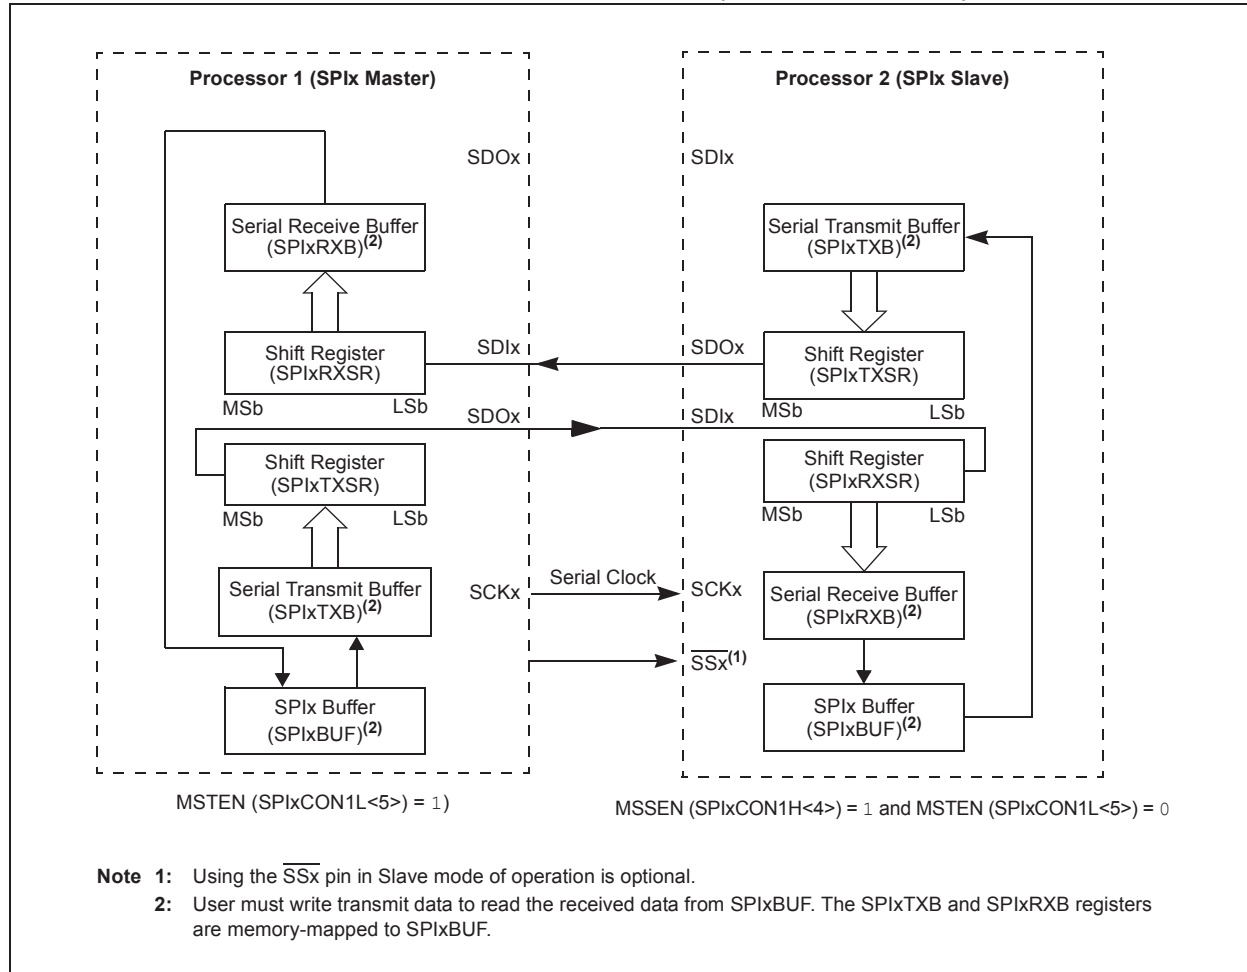 Processor 1 (SPIx Master)
Processor 2 (SPIx Slave)
SDOx
SDIx
Serial Receive Buffer
(SPIxRXB)(2)
Serial Transmit Buffer
(SPIxTXB)(2)
Shift Register
(SPIxRXSR)
SDIx
SDOx
Shift Register
(SPIxTXSR)
MSb
LSb
MSb
LSb
SDOx
SDIx
Shift Register
(SPIxTXSR)
Shift Register
(SPIxRXSR)
MSb
LSb
MSb
LSb
Serial Transmit Buffer
(SPIxTXB)(2)
SCKx
Serial Clock
SCKx
Serial Receive Buffer
(SPIxRXB)(2)
SSx(1)
SPIx Buffer
(SPIxBUF)(2)
SPIx Buffer
(SPIxBUF)(2)
MSTEN (SPIxCON1L<5>) = 1)
MSSEN (SPIxCON1H<4>) = 1 and MSTEN (SPIxCON1L<5>) = 0
Note 1: Using the SSx pin in Slave mode of operation is optional.
2: User must write transmit data to read the received data from SPIxBUF. The SPIxTXB and SPIxRXB registers
are memory-mapped to SPIxBUF.